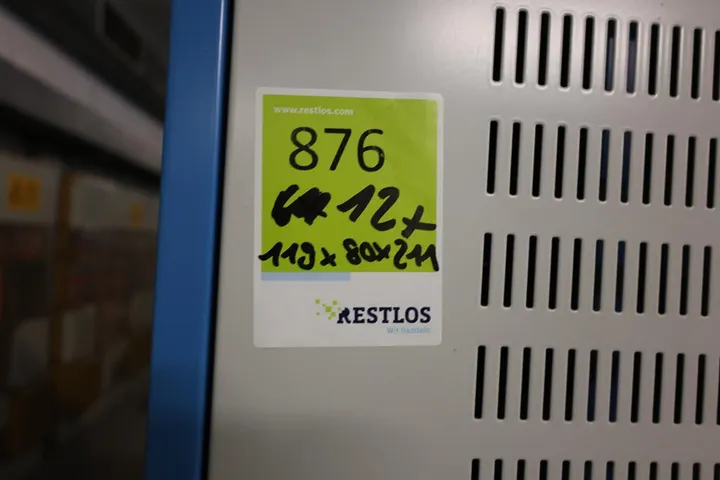 www.restlos.com
876
12x
119x80x211
RESTLOS
Wir handeln.